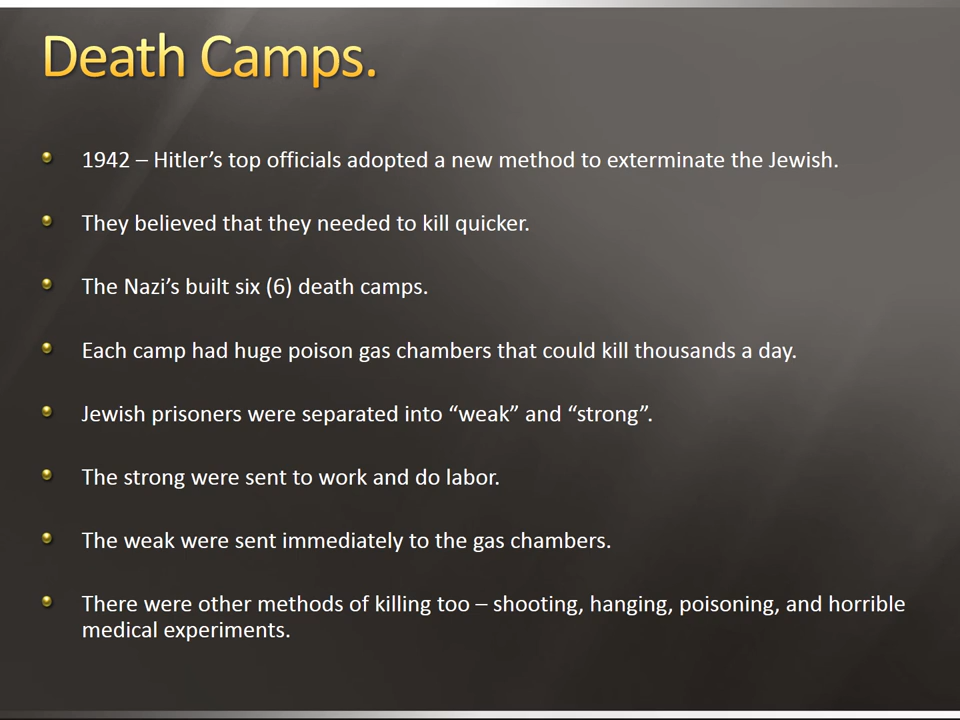 Death Camps.
1942 – Hitler’s top officials adopted a new method to exterminate the Jewish.
They believed that they needed to kill quicker.
The Nazi’s built six (6) death camps.
Each camp had huge poison gas chambers that could kill thousands a day.
Jewish prisoners were separated into “weak” and “strong”.
The strong were sent to work and do labor.
The weak were sent immediately to the gas chambers.
There were other methods of killing too – shooting, hanging, poisoning, and horrible
medical experiments.